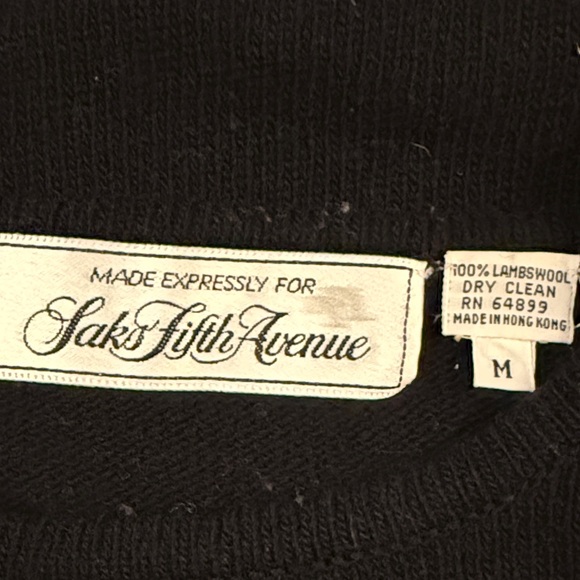 MADE EXPRESSLY FOR
Saks Fifth Avenue
100% LAMBSWOOL
DRY CLEAN
RN 64899
MADE IN HONG KONG
M